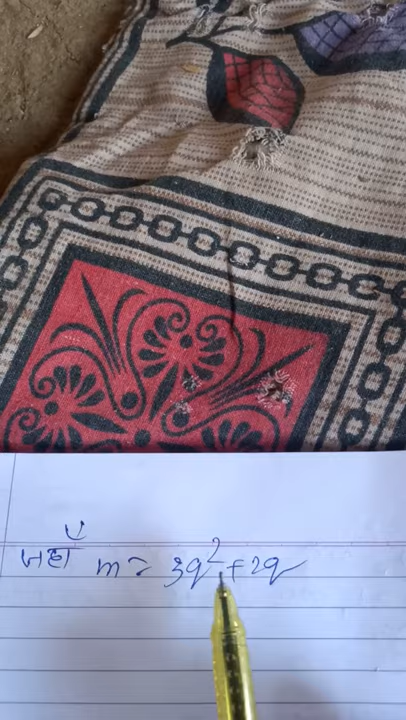 जहाँ m = 3q² + 2q